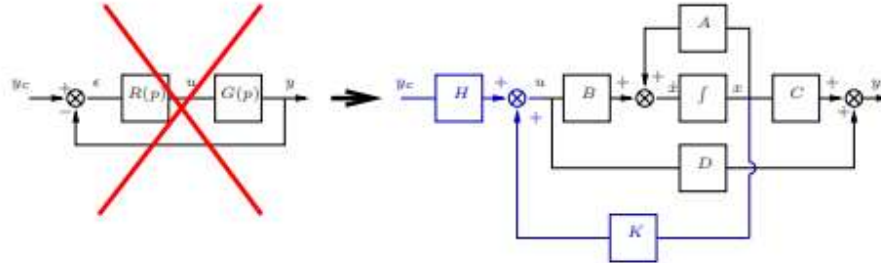 A
y_c + ϵ R(p) u G(p) y
−
y_c H + u B + + ẋ ∫ x C + y
+ +
D
K